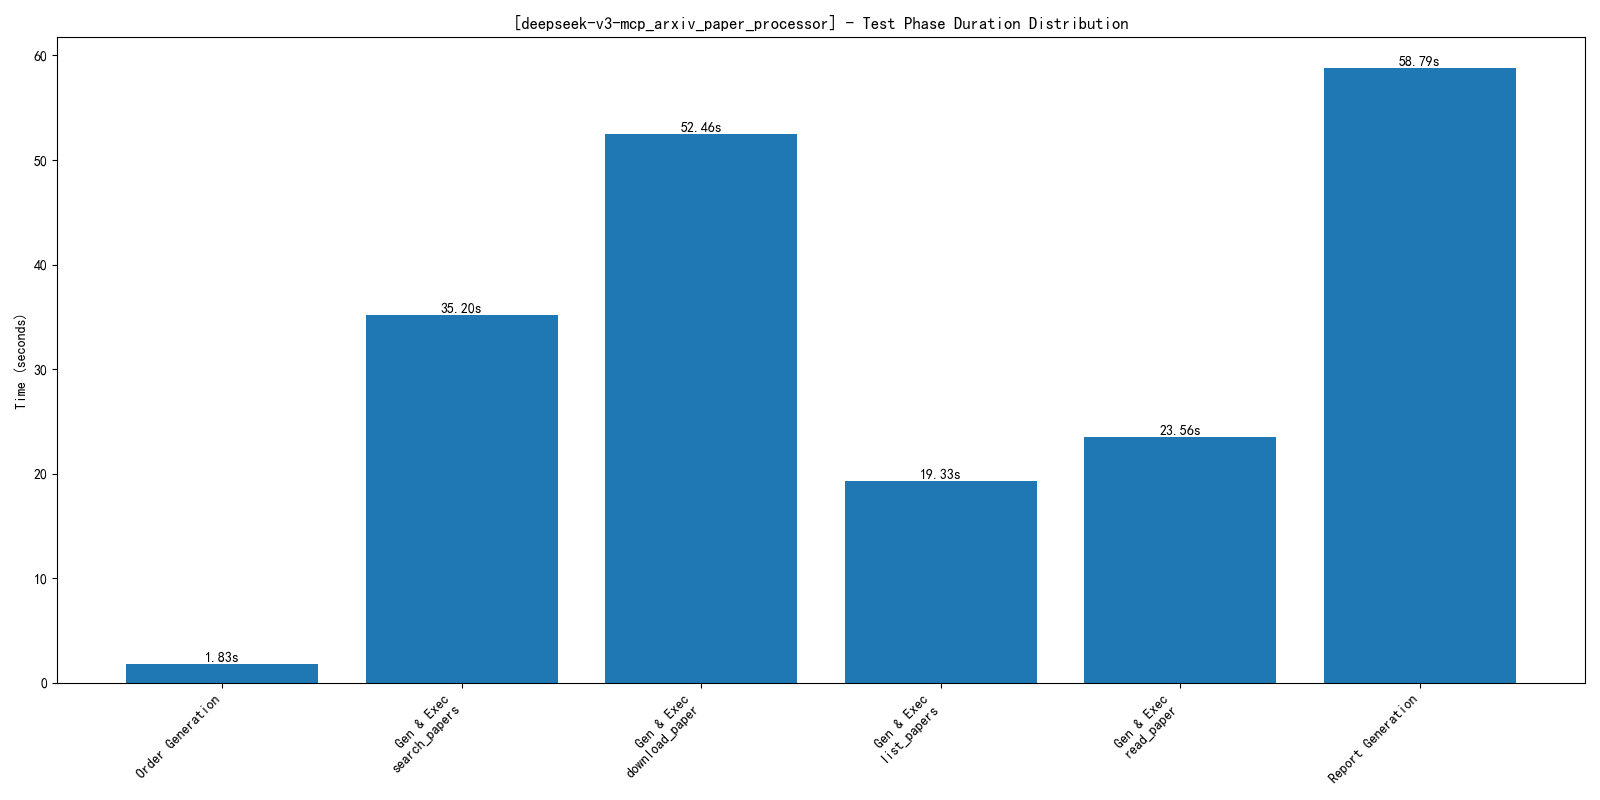 [deepseek-v3-mcp_arxiv_paper_processor] - Test Phase Duration Distribution
Time (seconds)
60
50
40
30
20
10
0
1.83s
35.20s
52.46s
19.33s
23.56s
58.79s
Order Generation
Gen & Exec
search_papers
Gen & Exec
download_paper
Gen & Exec
list_papers
Gen & Exec
read_paper
Report Generation